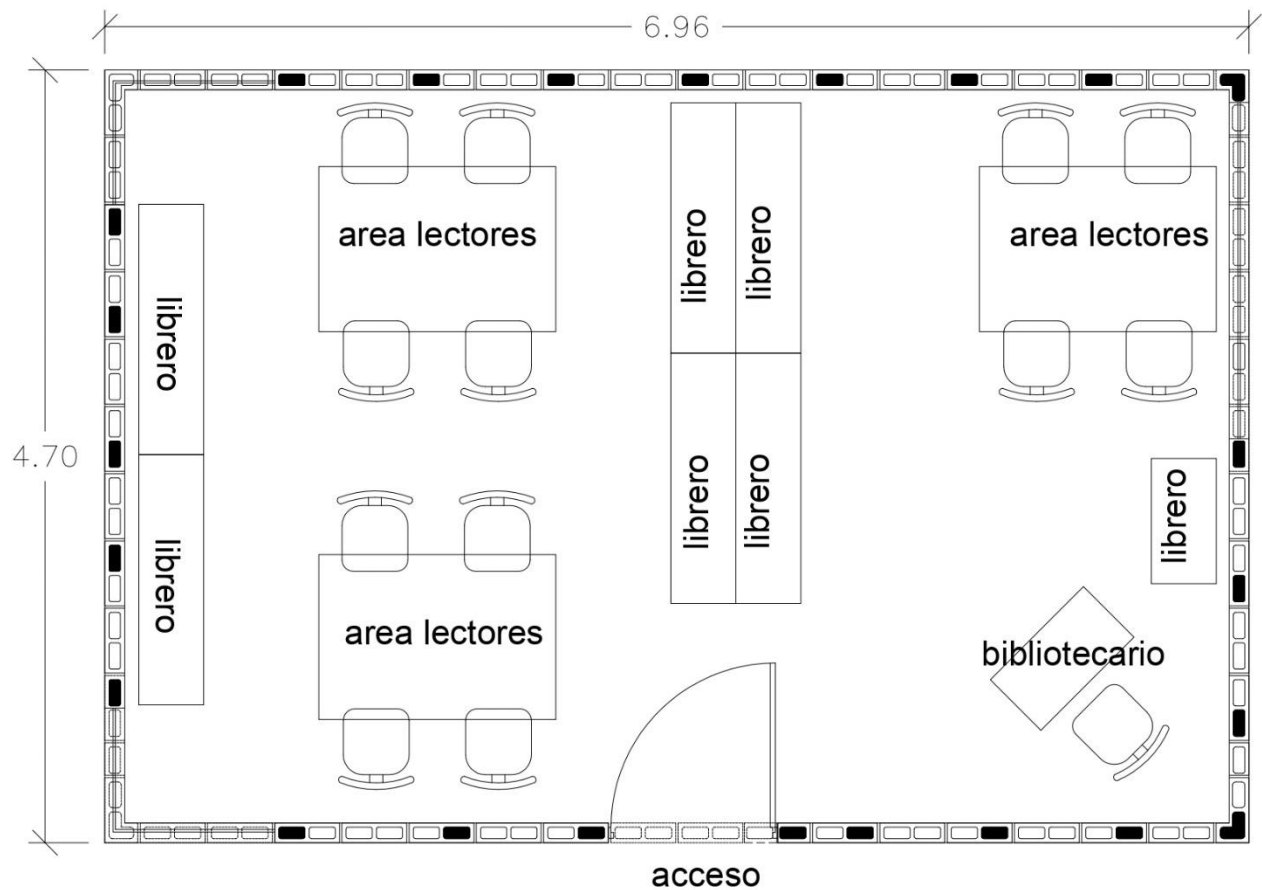 6.96
area lectores
librero
librero
area lectores
librero
4.70
librero
librero
librero
librero
area lectores
bibliotecario
acceso